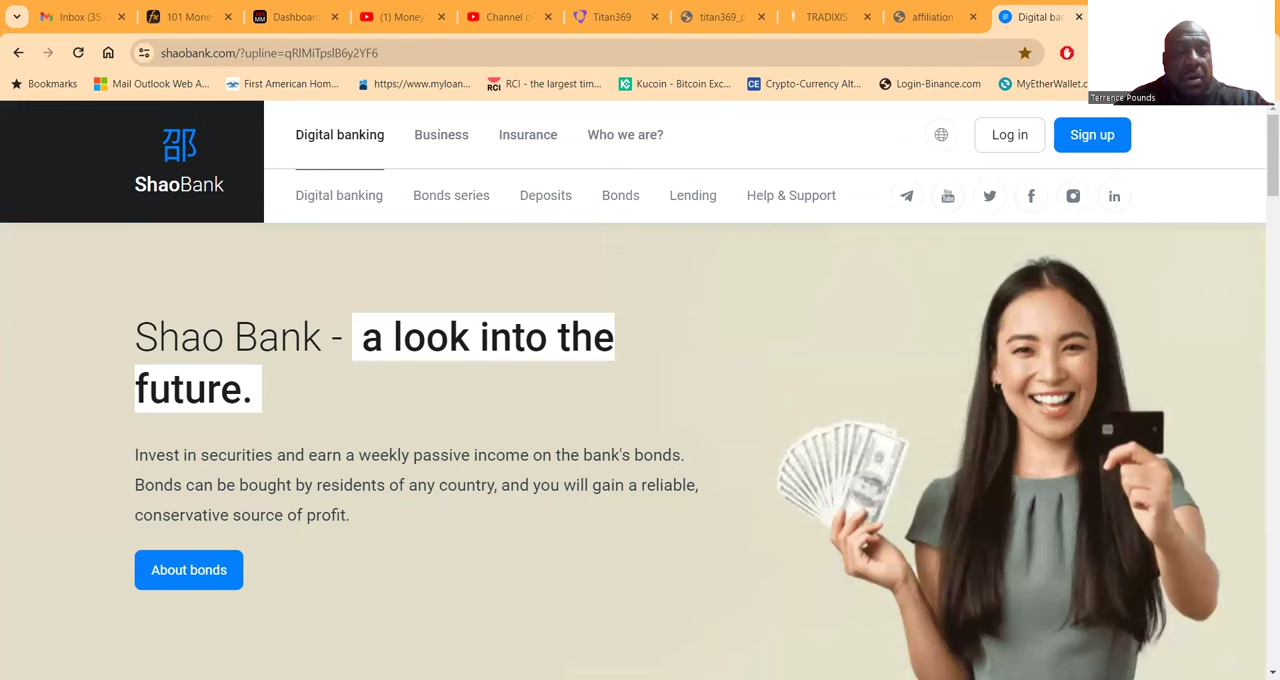 Inbox (35.
101 Mone
Dashboard
(1) Money
Channel c
Titan369
titan369_p
TRADIXIS.
affiliation
Digital ba
shaobank.com/?upline=qRlMiTpslB6y2YF6
Bookmarks
Mail Outlook Web A...
First American Hom...
https://www.myloan...
RCI - the largest tim...
Kucoin - Bitcoin Exc...
Crypto-Currency Alt...
Login-Binance.com
MyEtherWallet.c
Terrence Pounds
邵
ShaoBank
Digital banking
Business
Insurance
Who we are?
Log in
Sign up
Digital banking
Bonds series
Deposits
Bonds
Lending
Help & Support
Shao Bank - a look into the
future.
Invest in securities and earn a weekly passive income on the bank's bonds.
Bonds can be bought by residents of any country, and you will gain a reliable,
conservative source of profit.
About bonds